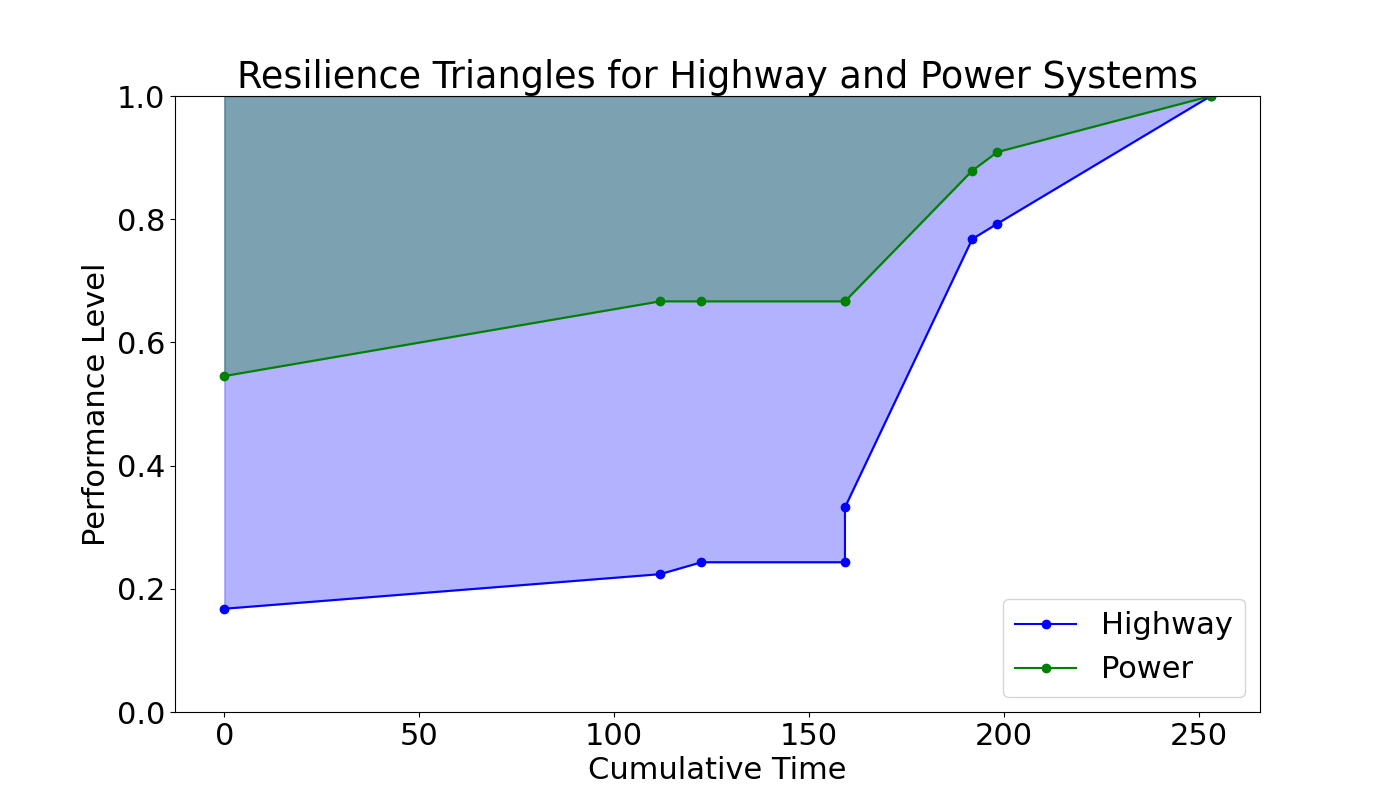 Resilience Triangles for Highway and Power Systems
1.0
0.8
0.6
0.4
0.2
0.0
Performance Level
0 50 100 150 200 250
Cumulative Time
Highway
Power